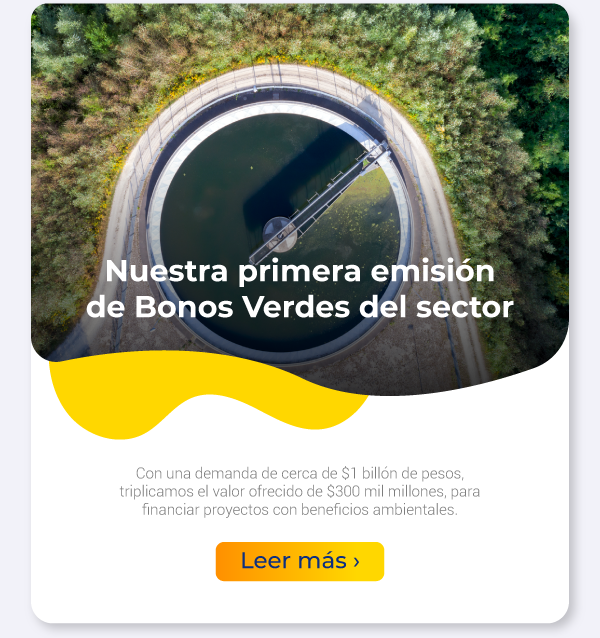 Nuestra primera emisión
de Bonos Verdes del sector
Con una demanda de cerca de $1 billón de pesos,
triplicamos el valor ofrecido de $300 mil millones, para
financiar proyectos con beneficios ambientales.
Leer más ›